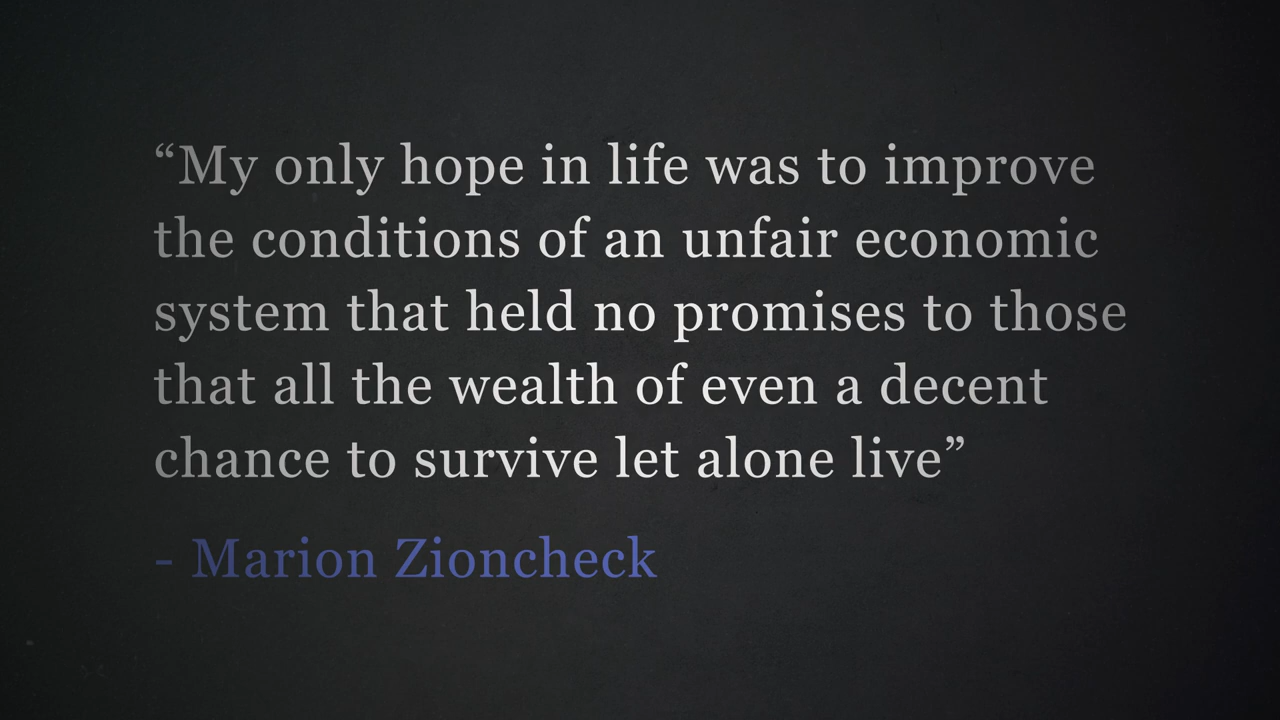 “My only hope in life was to improve
the conditions of an unfair economic
system that held no promises to those
that all the wealth of even a decent
chance to survive let alone live”
- Marion Zioncheck